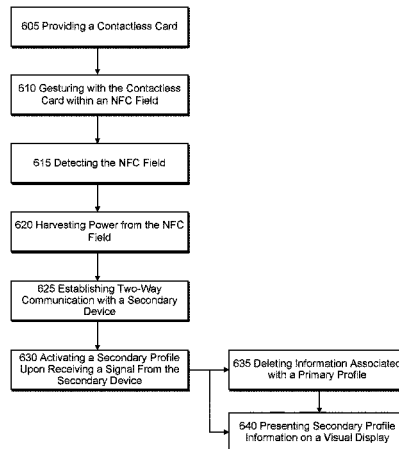 605 Providing a Contactless Card
610 Gesturing with the Contactless
Card within an NFC Field
615 Detecting the NFC Field
620 Harvesting Power from the NFC
Field
625 Establishing Two-Way
Communication with a Secondary
Device
630 Activating a Secondary Profile
Upon Receiving a Signal From the
Secondary Device
635 Deleting Information Associated
with a Primary Profile
640 Presenting Secondary Profile
Information on a Visual Display